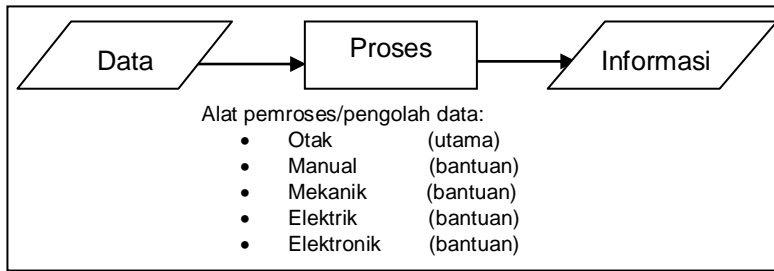 Data Proses Informasi
Alat pemroses/pengolah data:
• Otak (utama)
• Manual (bantuan)
• Mekanik (bantuan)
• Elektrik (bantuan)
• Elektronik (bantuan)